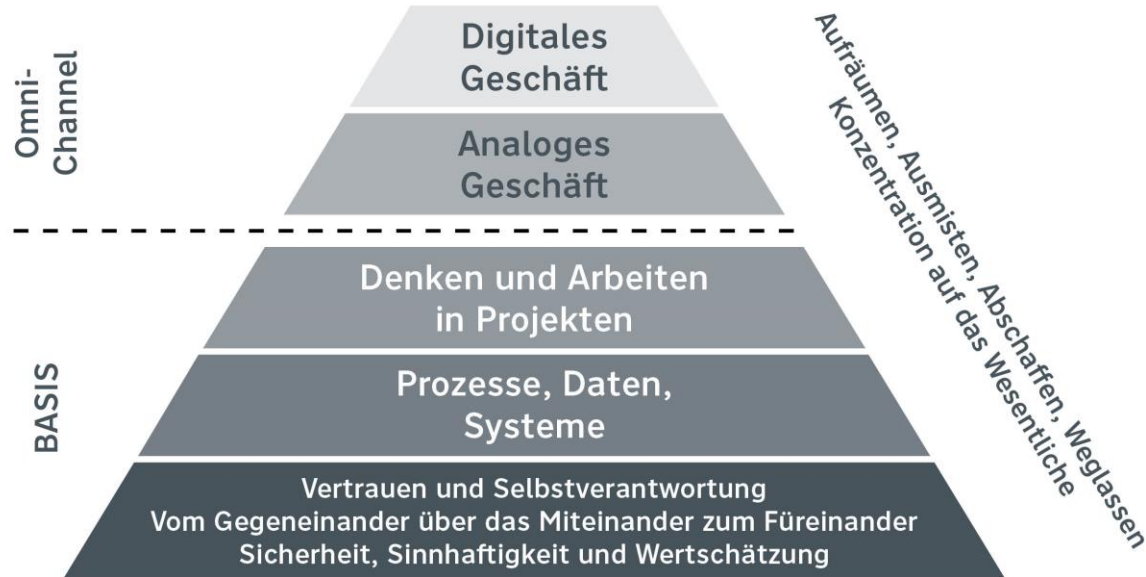 Omni-
Channel
Digitales
Geschäft
Analoges
Geschäft
BASIS
Denken und Arbeiten
in Projekten
Prozesse, Daten,
Systeme
Vertrauen und Selbstverantwortung
Vom Gegeneinander über das Miteinander zum Füreinander
Sicherheit, Sinnhaftigkeit und Wertschätzung
Aufräumen, Ausmisten, Abschaffen, Weglassen
Konzentration auf das Wesentliche